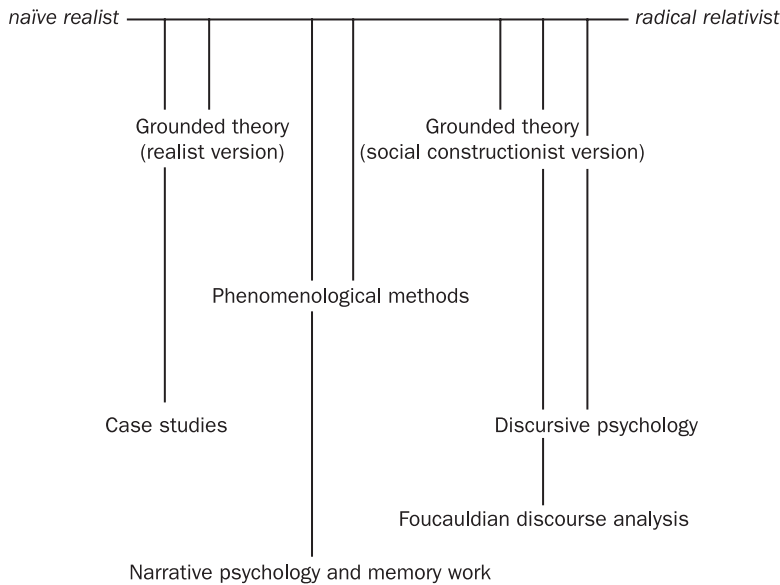 naïve realist
radical relativist
Grounded theory
(realist version)
Grounded theory
(social constructionist version)
Phenomenological methods
Case studies
Discursive psychology
Foucauldian discourse analysis
Narrative psychology and memory work